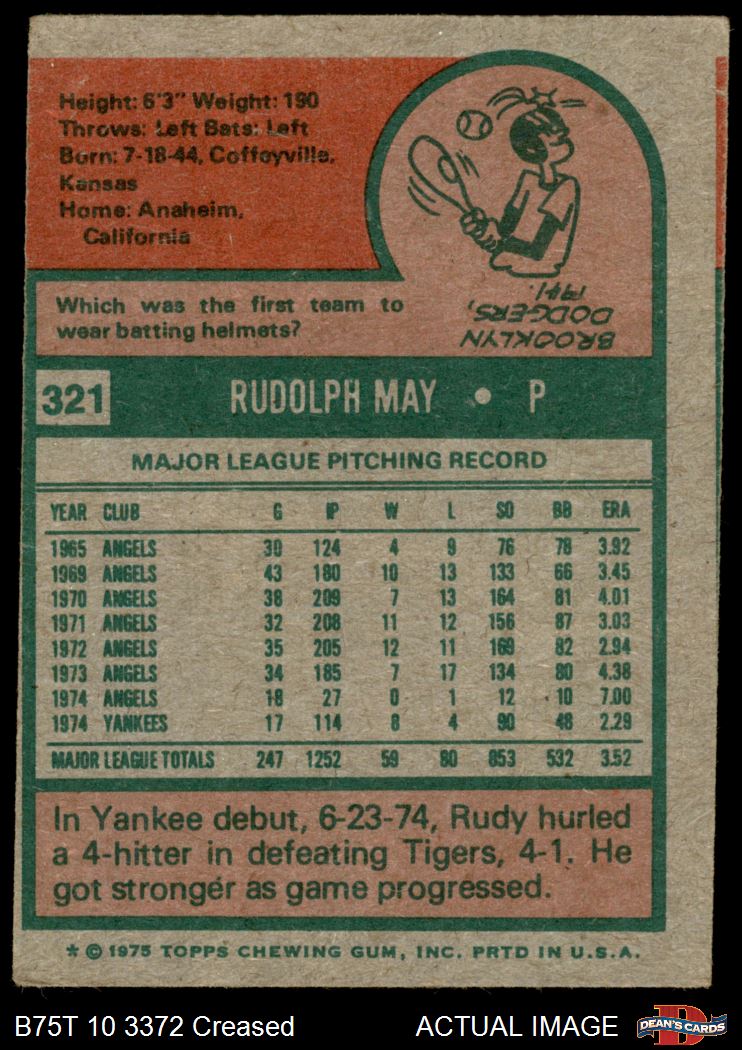 Height: 6'3" Weight: 190
Throws: Left Bats: Left
Born: 7-18-44, Coffeyville,
Kansas
Home: Anaheim,
California
Which was the first team to
wear batting helmets?
BROOKLYN
DODGERS,
1941.
321 RUDOLPH MAY • P
MAJOR LEAGUE PITCHING RECORD
YEAR CLUB G IP W L SO BB ERA
1965 ANGELS 30 124 4 9 76 78 3.92
1969 ANGELS 43 180 10 13 133 66 3.45
1970 ANGELS 38 209 7 13 164 81 4.01
1971 ANGELS 32 208 11 12 156 87 3.03
1972 ANGELS 35 205 12 11 169 82 2.94
1973 ANGELS 34 185 7 17 134 80 4.38
1974 ANGELS 18 27 0 1 12 10 7.00
1974 YANKEES 17 114 8 4 90 48 2.29
MAJOR LEAGUE TOTALS 247 1252 59 80 853 532 3.52
In Yankee debut, 6-23-74, Rudy hurled
a 4-hitter in defeating Tigers, 4-1. He
got stronger as game progressed.
* © 1975 TOPPS CHEWING GUM, INC. PRTD IN U.S.A.
B75T 10 3372 Creased ACTUAL IMAGE
DEAN'S CARDS